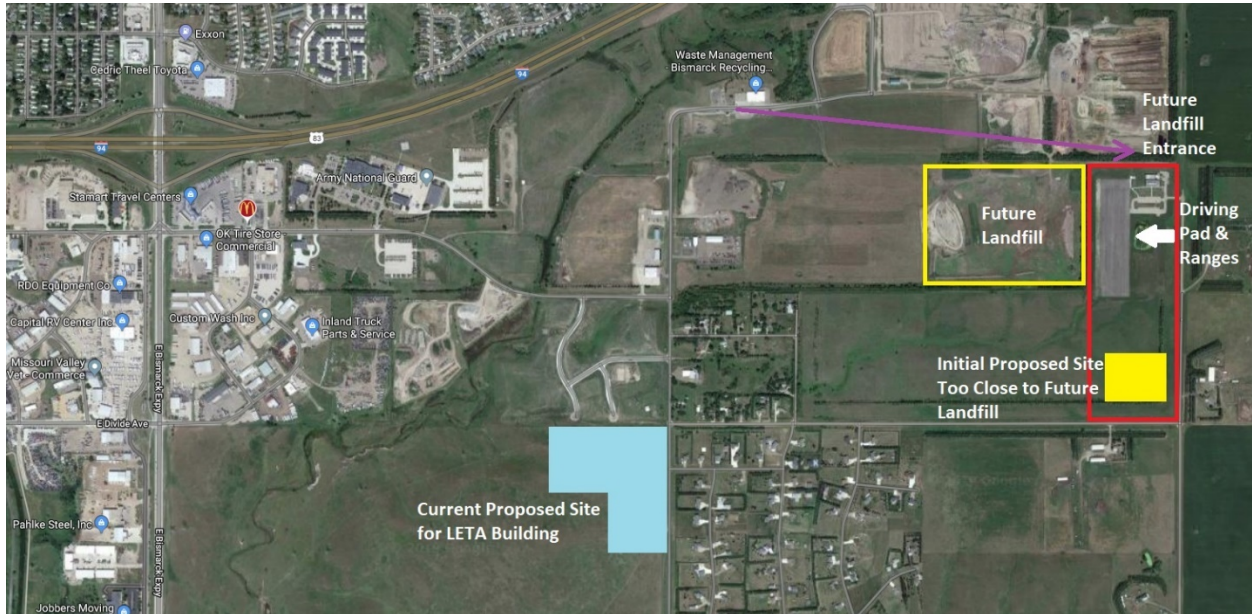 Exxon
Cedric Theel Toyota
94
94
83
Waste Management
Bismarck Recycling...
Future
Landfill
Entrance
Army National Guard
Stamart Travel Centers
OK Tire Store-
Commercial
Future
Landfill
Driving
Pad &
Ranges
RDO Equipment Co
Capital RV Center Inc
Custom Wash Inc
Inland Truck
Parts & Service
Missouri Valley
Vet - Commerce
E Bismarck Expy
Initial Proposed Site
Too Close to Future
Landfill
E Divide Ave
Current Proposed Site
for LETA Building
Pahlke Steel, Inc
E Bismarck Expy
Jobbers Moving